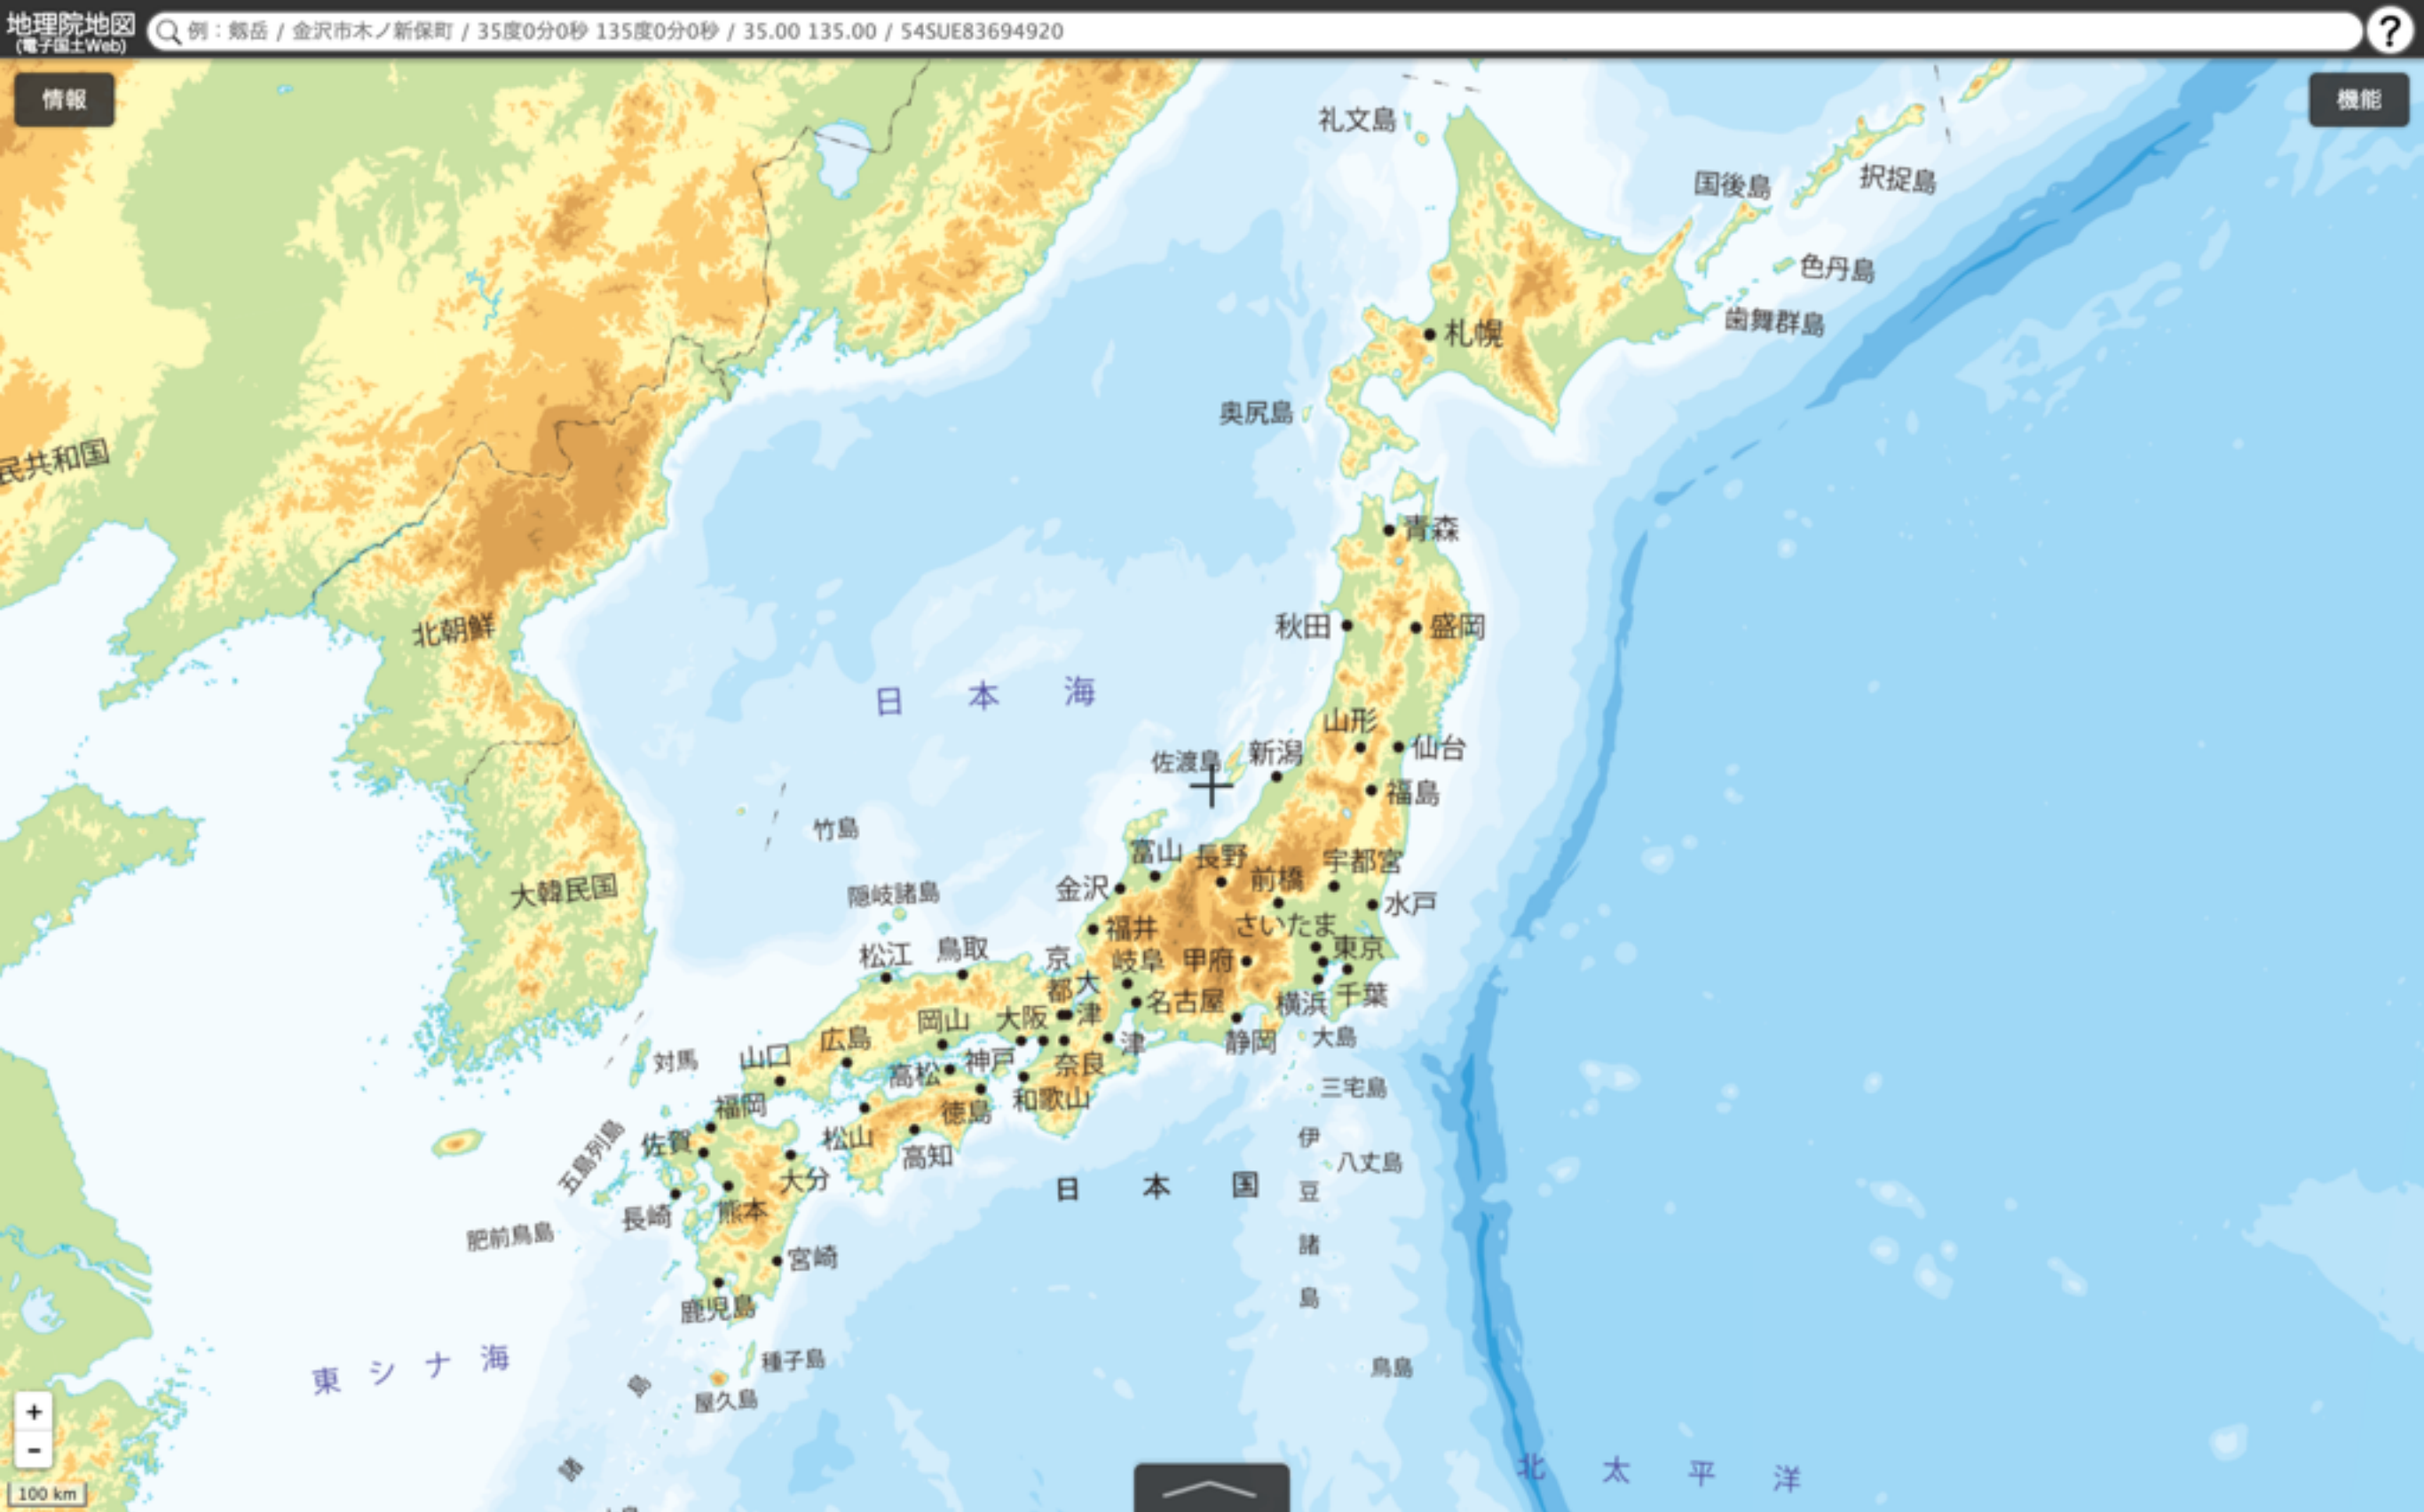 地理院地図
(電子国土Web)
例：剱岳 / 金沢市木ノ新保町 / 35度0分0秒 135度0分0秒 / 35.00 135.00 / 54SUE83694920
?
情報
機能
礼文島
国後島
択捉島
色丹島
歯舞群島
札幌
奥尻島
民共和国
青森
北朝鮮
秋田
盛岡
日本海
山形
仙台
佐渡島
新潟
福島
竹島
富山
長野
宇都宮
大韓民国
隠岐諸島
金沢
前橋
水戸
福井
さいたま
松江
鳥取
京都
岐阜
甲府
東京
大津
名古屋
横浜
千葉
岡山
大阪
広島
津
静岡
大島
対馬
山口
高松
神戸
奈良
三宅島
福岡
徳島
和歌山
佐賀
松山
高知
五島列島
大分
八丈島
日本国
伊豆諸島
長崎
熊本
肥前鳥島
宮崎
鹿児島
東シナ海
種子島
鳥島
屋久島
島
諸
北太平洋
+
-
100 km